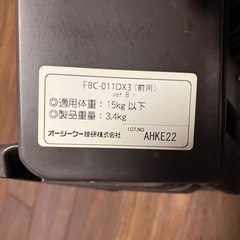 FBC-011DX3(前用)
ver.B -
◎適用体重：15kg 以下
◎製品重量：3.4kg
オージーケー技研株式会社
LOT.NO
AHKE22